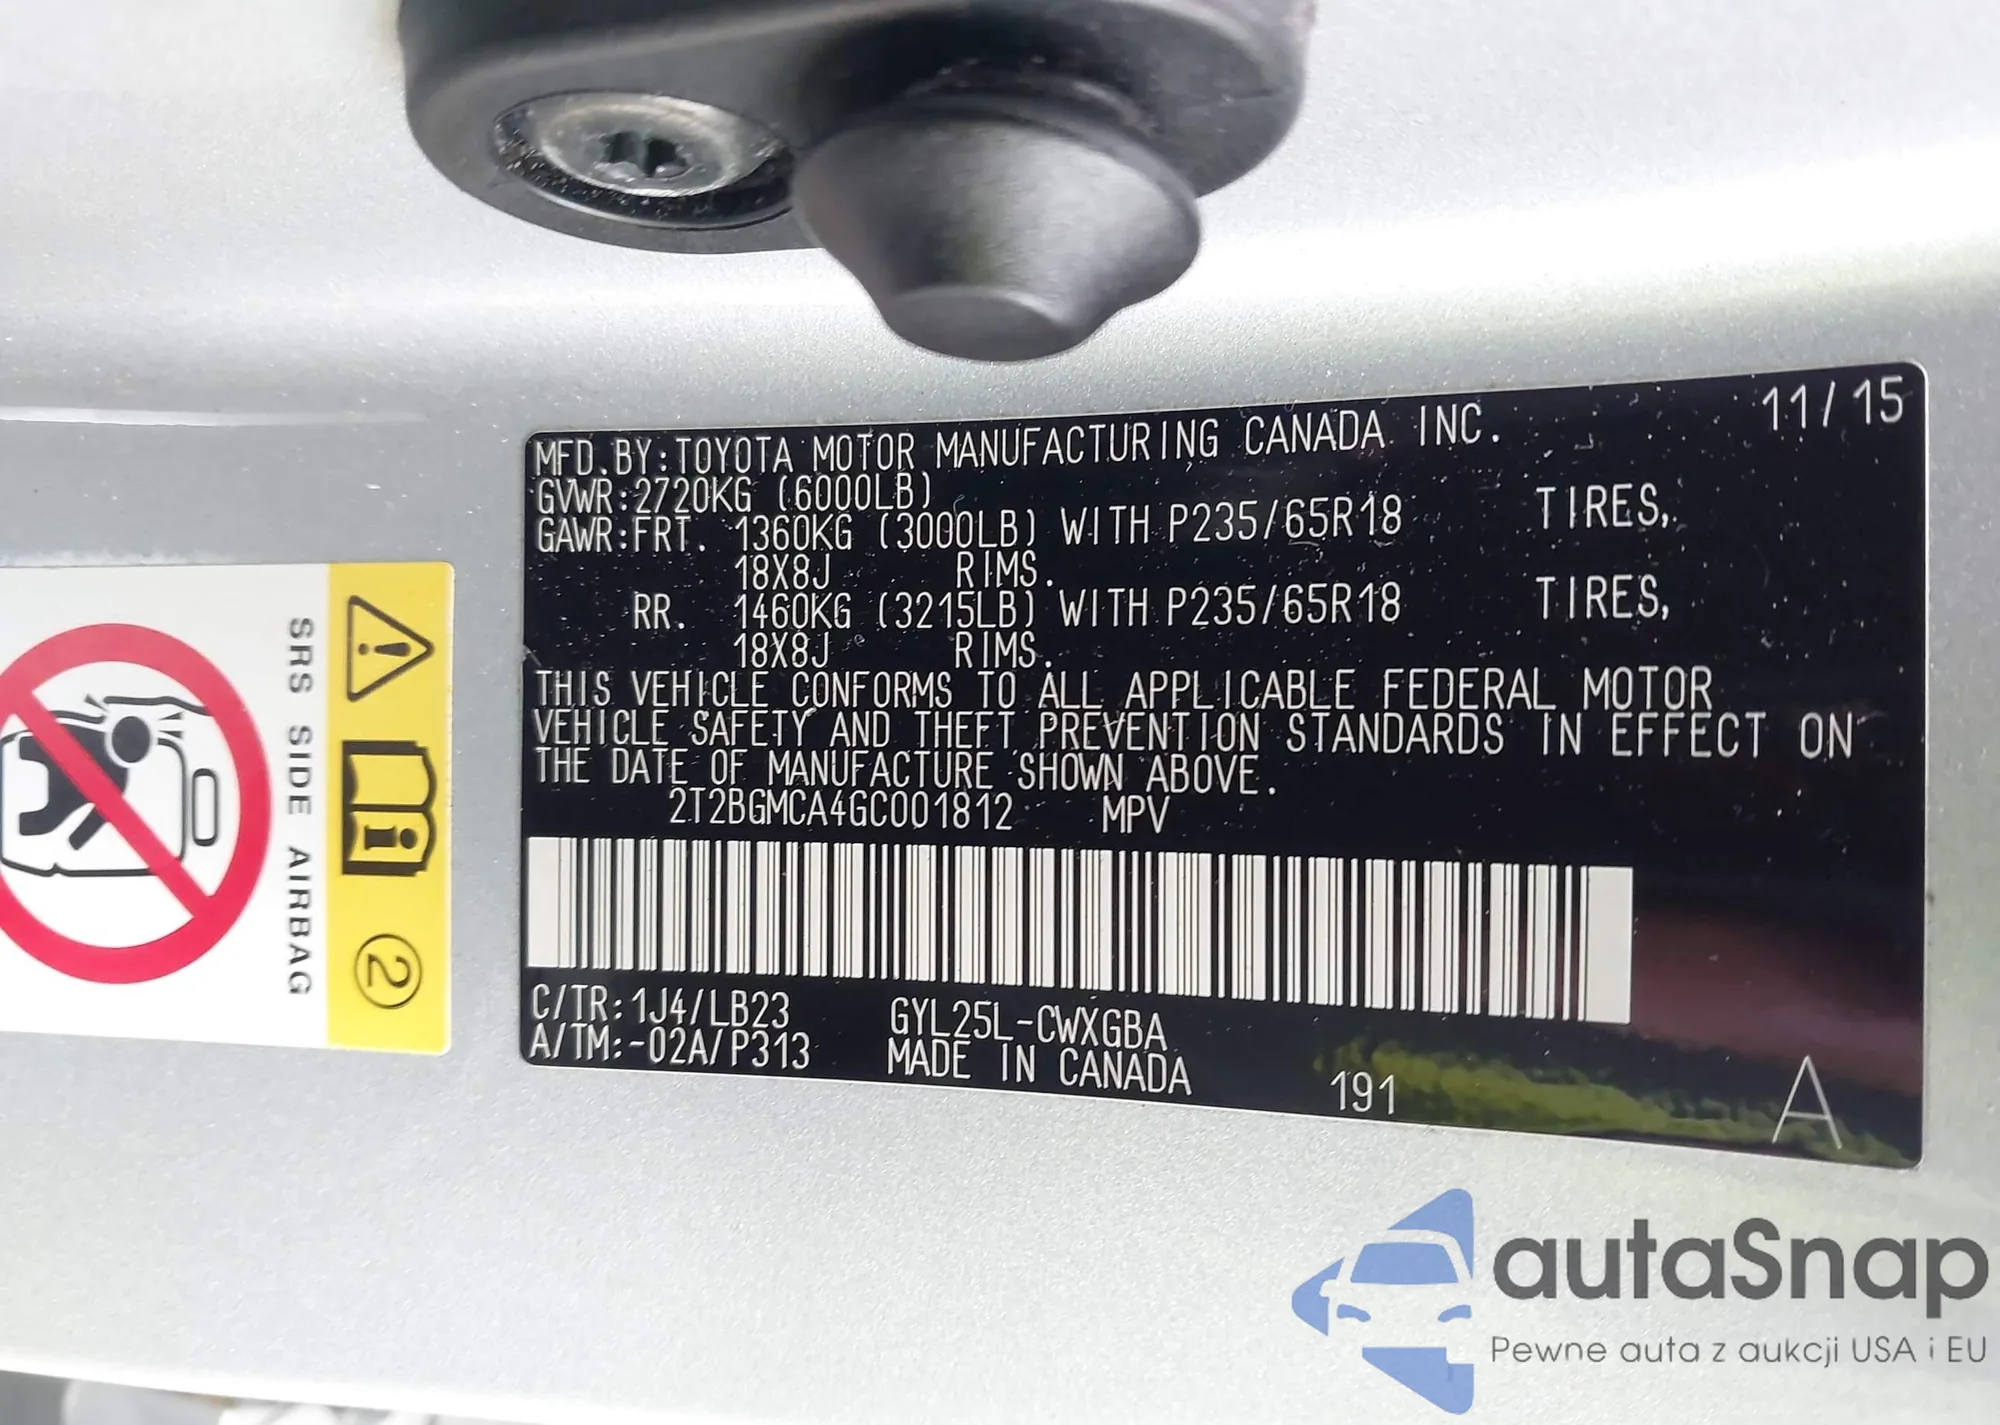 11/15
MFD.BY:TOYOTA MOTOR MANUFACTURING CANADA INC.
GVWR:2720KG (6000LB)
GAWR:FRT. 1360KG (3000LB) WITH P235/65R18 TIRES,
18X8J RIMS.
RR. 1460KG (3215LB) WITH P235/65R18 TIRES,
18X8J RIMS.
THIS VEHICLE CONFORMS TO ALL APPLICABLE FEDERAL MOTOR
VEHICLE SAFETY AND THEFT PREVENTION STANDARDS IN EFFECT ON
THE DATE OF MANUFACTURE SHOWN ABOVE.
2T2BGMCA4GC001812 MPV
C/TR:1J4/LB23 GYL25L-CWXGBA
A/TM:-02A/P313 MADE IN CANADA
191 A
SRS SIDE AIRBAG
2
autaSnap
Pewne auta z aukcji USA i EU